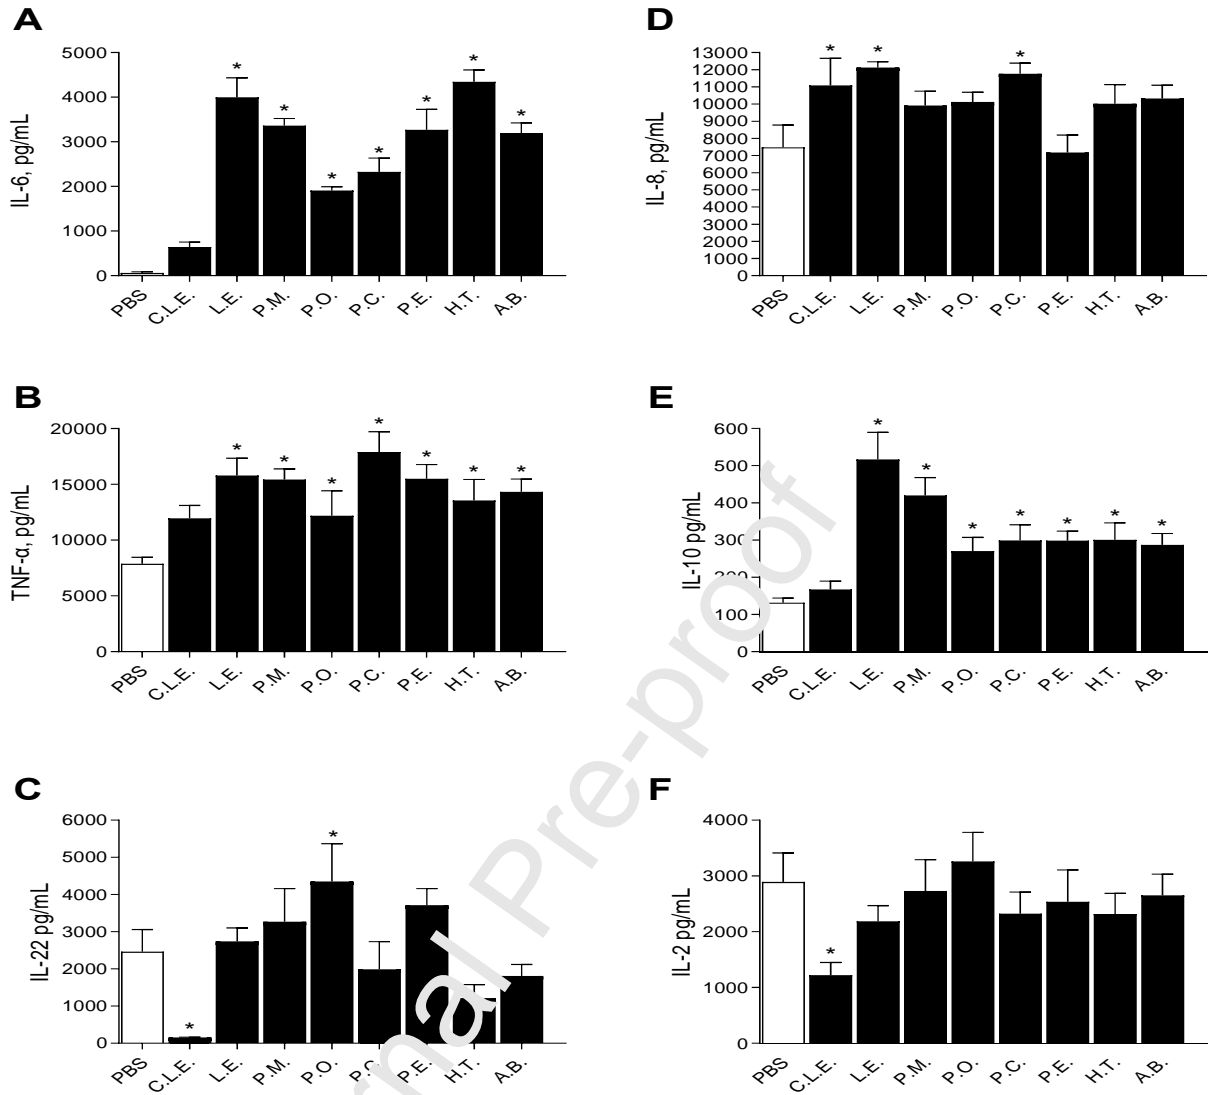 A
IL-6, pg/mL
5000
4000
3000
2000
1000
0
* * * * * * *
PBS C.L.E. L.E. P.M. P.O. P.C. P.E. H.T. A.B.
D
IL-8, pg/mL
13000
12000
11000
10000
9000
8000
7000
6000
5000
4000
3000
2000
1000
0
* * *
PBS C.L.E. L.E. P.M. P.O. P.C. P.E. H.T. A.B.
B
TNF-α, pg/mL
20000
15000
10000
5000
0
* * * * * * *
PBS C.L.E. L.E. P.M. P.O. P.C. P.E. H.T. A.B.
E
IL-10 pg/mL
600
500
400
300
200
100
0
* * * * * * *
PBS C.L.E. L.E. P.M. P.O. P.C. P.E. H.T. A.B.
C
IL-22 pg/mL
6000
5000
4000
3000
2000
1000
0
* *
PBS C.L.E. L.E. P.M. P.O. P.C. P.E. H.T. A.B.
F
IL-2 pg/mL
4000
3000
2000
1000
0
*
PBS C.L.E. L.E. P.M. P.O. P.C. P.E. H.T. A.B.
rnal Pre-proof